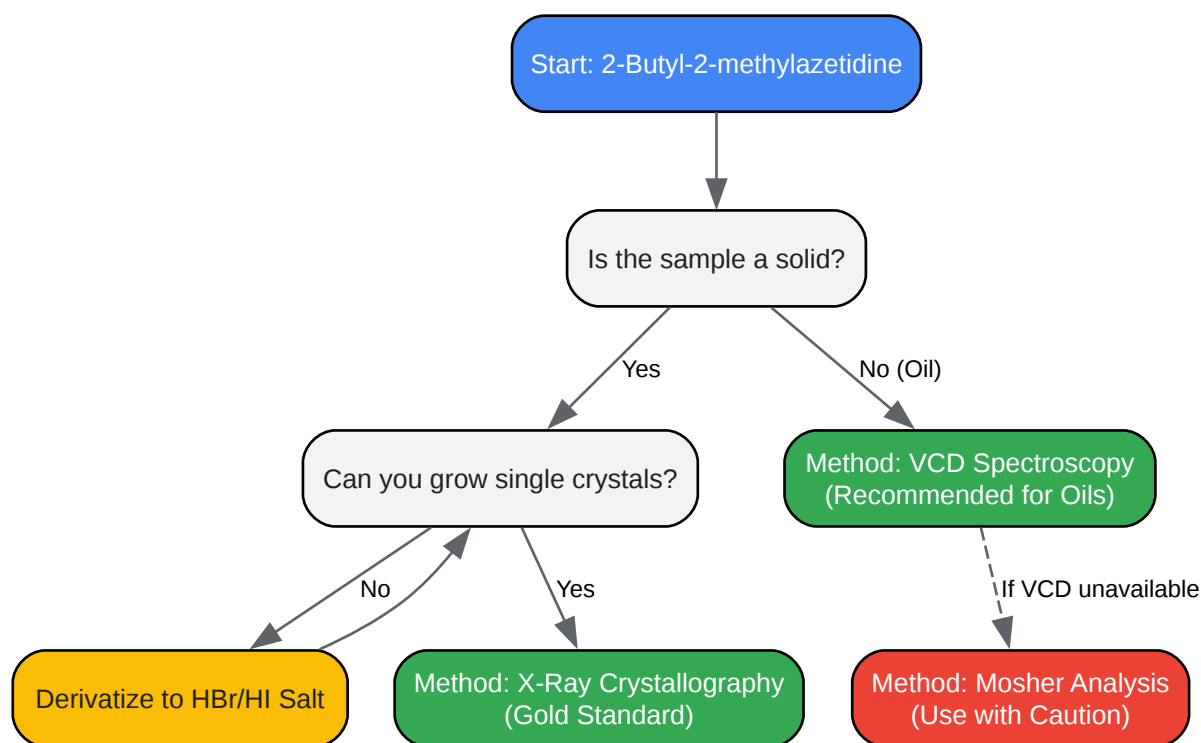 Start: 2-Butyl-2-methylazetidine
Is the sample a solid?
Yes
No (Oil)
Can you grow single crystals?
Method: VCD Spectroscopy
(Recommended for Oils)
No
Yes
If VCD unavailable
Derivatize to HBr/HI Salt
Method: X-Ray Crystallography
(Gold Standard)
Method: Mosher Analysis
(Use with Caution)